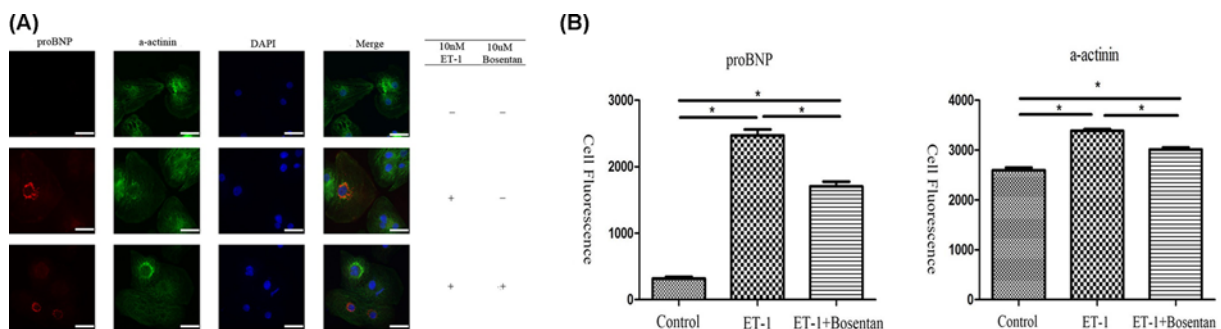 (A)
proBNP a-actinin DAPI Merge 10nM 10uM
ET-1 Bosentan
− −
+ −
+ +
(B)
proBNP
Cell Fluorescence
3000
2000
1000
0
* * *
Control ET-1 ET-1+Bosentan
a-actinin
Cell Fluorescence
4000
3000
2000
1000
0
* * *
Control ET-1 ET-1+Bosentan